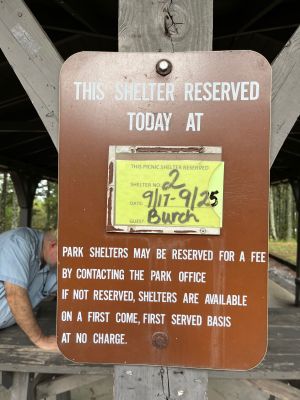 THIS SHELTER RESERVED
TODAY AT
THIS PICNIC SHELTER RESERVED
SHELTER NO. 2
DATE: 9/17-9/25
GUEST: Burch
PARK SHELTERS MAY BE RESERVED FOR A FEE
BY CONTACTING THE PARK OFFICE
IF NOT RESERVED, SHELTERS ARE AVAILABLE
ON A FIRST COME, FIRST SERVED BASIS
AT NO CHARGE.